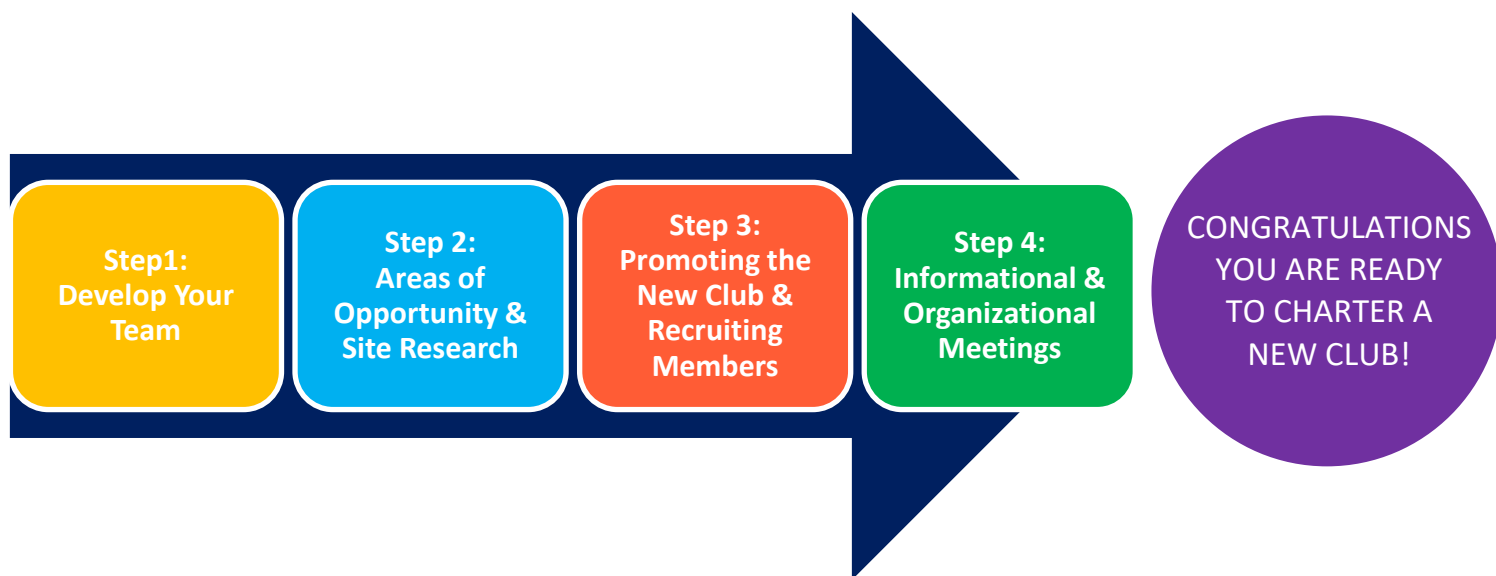 Step1:
Develop Your
Team
Step 2:
Areas of
Opportunity &
Site Research
Step 3:
Promoting the
New Club &
Recruiting
Members
Step 4:
Informational &
Organizational
Meetings
CONGRATULATIONS
YOU ARE READY
TO CHARTER A
NEW CLUB!